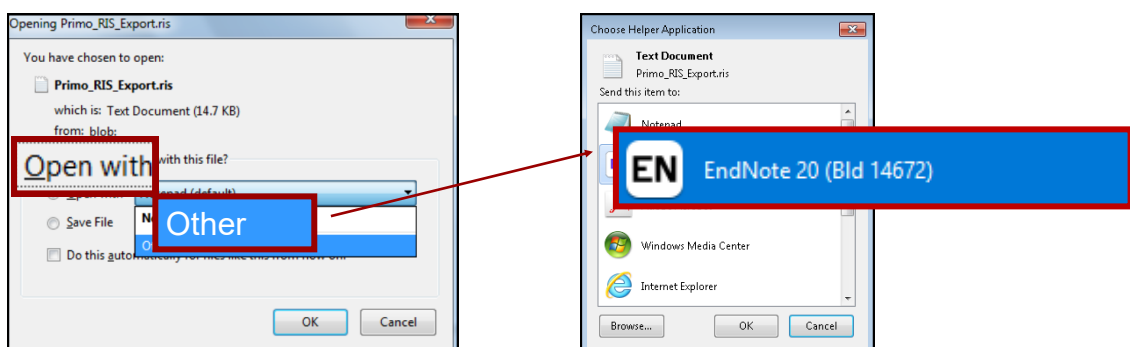 Opening Primo_RIS_Export.ris
You have chosen to open:
Primo_RIS_Export.ris
which is: Text Document (14.7 KB)
from: blob:
Open with
with this file?
(default)
Save File
Other
Do this automatically for files like this from now on.
OK Cancel
Choose Helper Application
Text Document
Primo_RIS_Export.ris
Send this item to:
Notepad
EN EndNote 20 (Bld 14672)
Windows Media Center
Internet Explorer
Browse... OK Cancel